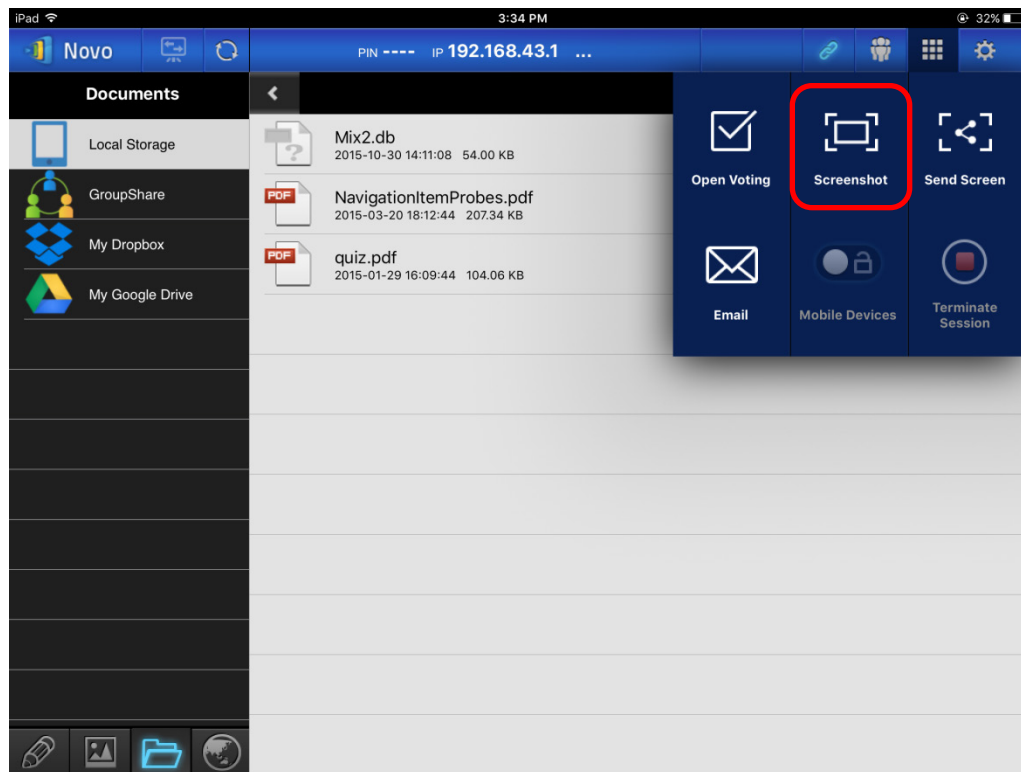 iPad 3:34 PM 32%
Novo PIN ---- IP 192.168.43.1 ...
Documents
Local Storage
GroupShare
My Dropbox
My Google Drive
Mix2.db
2015-10-30 14:11:08 54.00 KB
PDF
NavigationItemProbes.pdf
2015-03-20 18:12:44 207.34 KB
PDF
quiz.pdf
2015-01-29 16:09:44 104.06 KB
Open Voting
Screenshot
Send Screen
Email
Mobile Devices
Terminate
Session